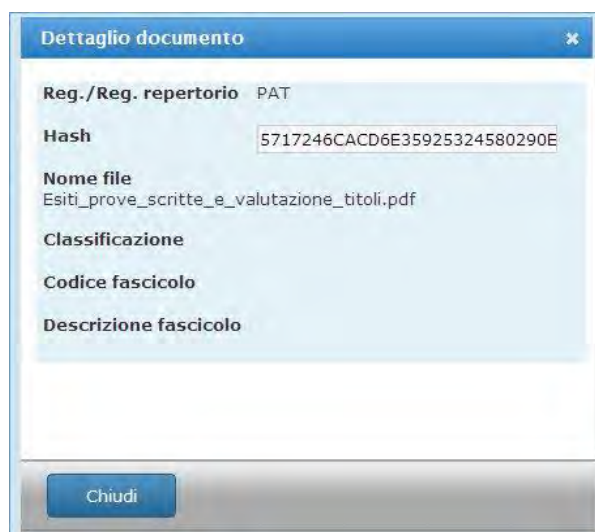 Dettaglio documento
Reg./Reg. repertorio PAT
Hash 5717246CACD6E35925324580290E
Nome file
Esiti_prove_scritte_e_valutazione_titoli.pdf
Classificazione
Codice fascicolo
Descrizione fascicolo
Chiudi